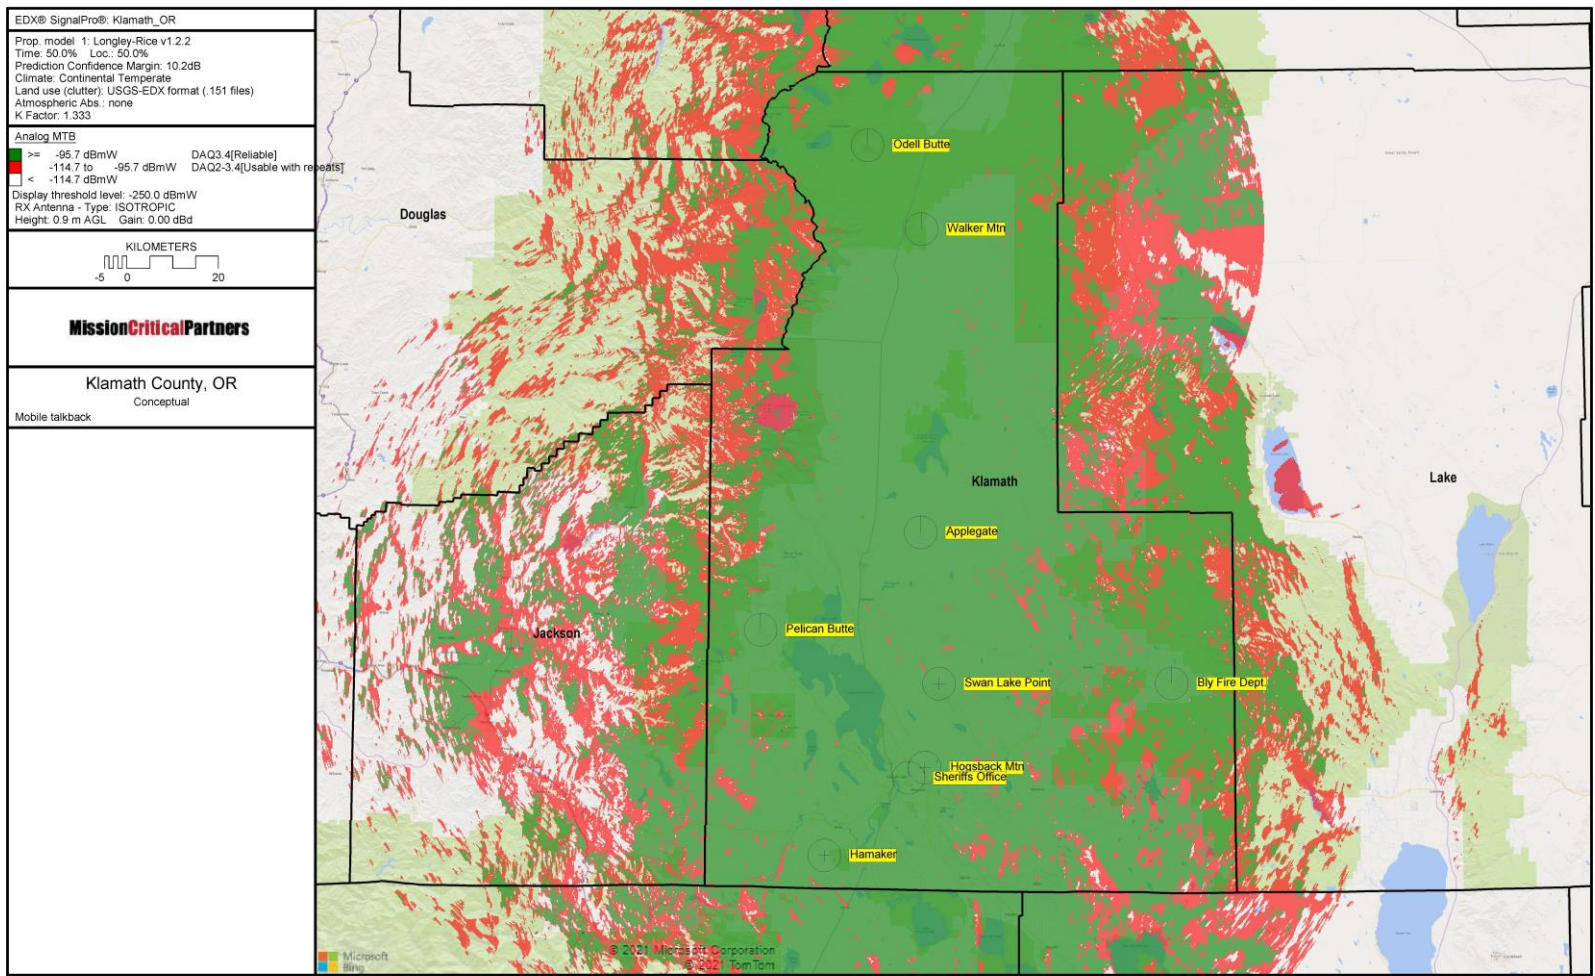 EDX® SignalPro®: Klamath_OR
Prop. model 1: Longley-Rice v1.2.2
Time: 50.0% Loc.: 50.0%
Prediction Confidence Margin: 10.2dB
Climate: Continental Temperate
Land use (clutter): USGS-EDX format (.151 files)
Atmospheric Abs.: none
K Factor: 1.333
Analog MTB
>= -95.7 dBmW DAQ3.4[Reliable]
-114.7 to -95.7 dBmW DAQ2-3.4[Usable with repeats]
< -114.7 dBmW
Display threshold level: -250.0 dBmW
RX Antenna - Type: ISOTROPIC
Height: 0.9 m AGL Gain: 0.00 dBd
KILOMETERS
-5 0 20
MissionCriticalPartners
Klamath County, OR
Conceptual
Mobile talkback
Odell Butte
Douglas
Walker Mtn
Klamath
Lake
Applegate
Pelican Butte
Jackson
Swan Lake Point
Bly Fire Dept.
Hogsback Mtn
Sheriffs Office
Hamaker
© 2021 Microsoft Corporation
© 2021 TomTom
Microsoft
Bing